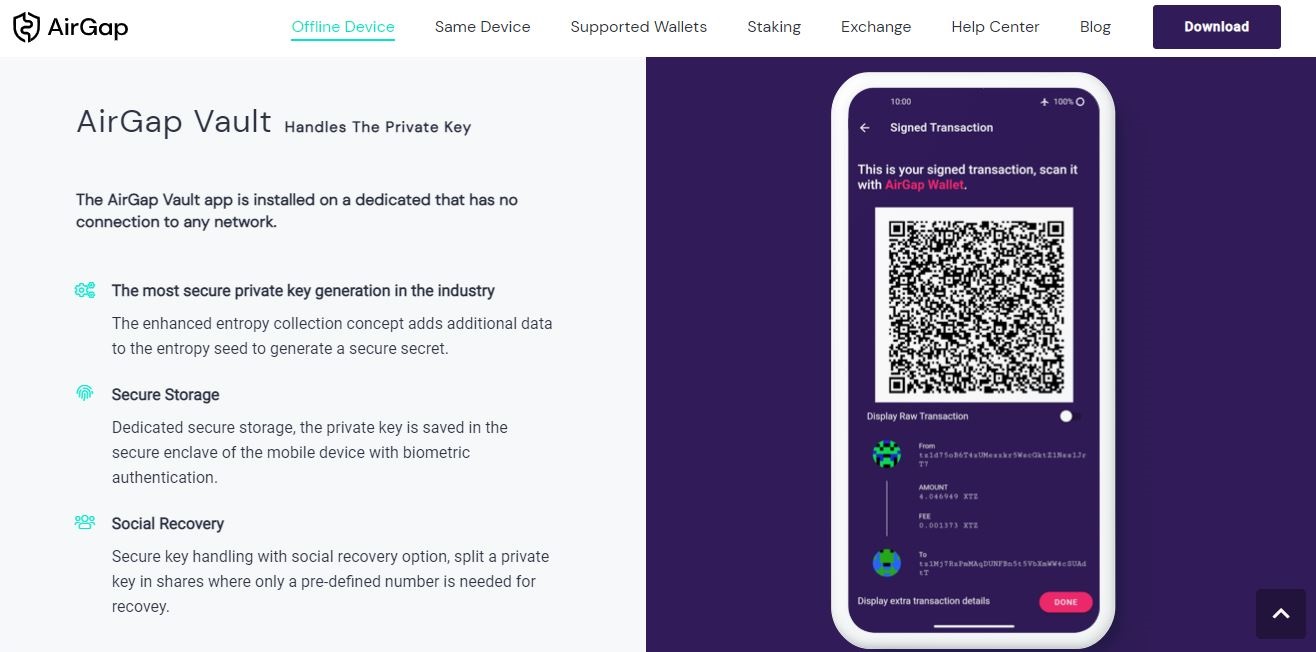 AirGap
Offline Device
Same Device
Supported Wallets
Staking
Exchange
Help Center
Blog
Download
AirGap Vault Handles The Private Key
The AirGap Vault app is installed on a dedicated that has no
connection to any network.
The most secure private key generation in the industry
The enhanced entropy collection concept adds additional data
to the entropy seed to generate a secure secret.
Secure Storage
Dedicated secure storage, the private key is saved in the
secure enclave of the mobile device with biometric
authentication.
Social Recovery
Secure key handling with social recovery option, split a private
key in shares where only a pre-defined number is needed for
recovey.
10:00
100%
Signed Transaction
This is your signed transaction, scan it
with AirGap Wallet.
Display Raw Transaction
From
AMOUNT
4.046949 XTZ
FEE
0.001373 XTZ
To
Display extra transaction details
DONE